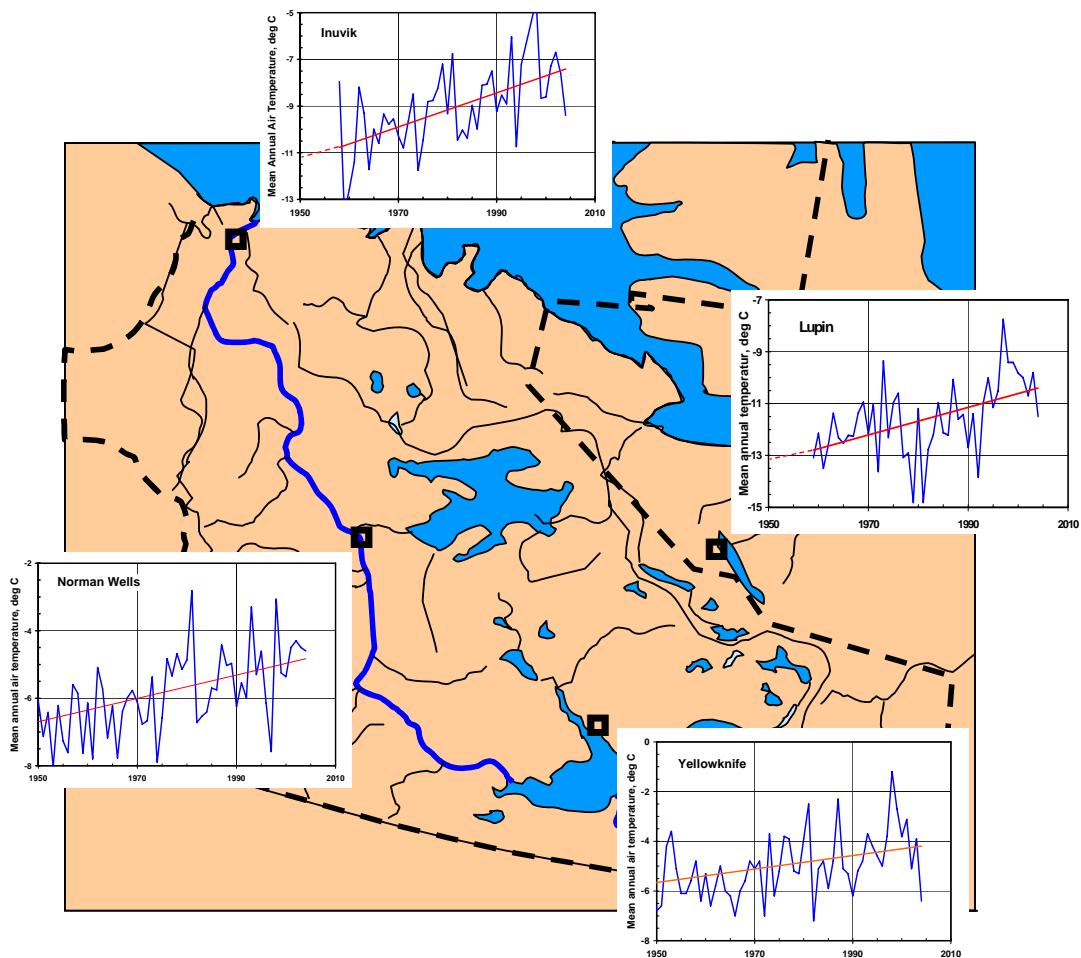 Inuvik
Mean Annual Air Temperature, deg C
-5
-7
-9
-11
-13
1950 1970 1990 2010
Lupin
Mean annual temperatur, deg C
-7
-9
-11
-13
-15
1950 1970 1990 2010
Norman Wells
Mean annual air temperature, deg C
-2
-4
-6
-8
1950 1970 1990 2010
Yellowknife
Mean annual air temperature, deg C
0
-2
-4
-6
-8
1950 1970 1990 2010